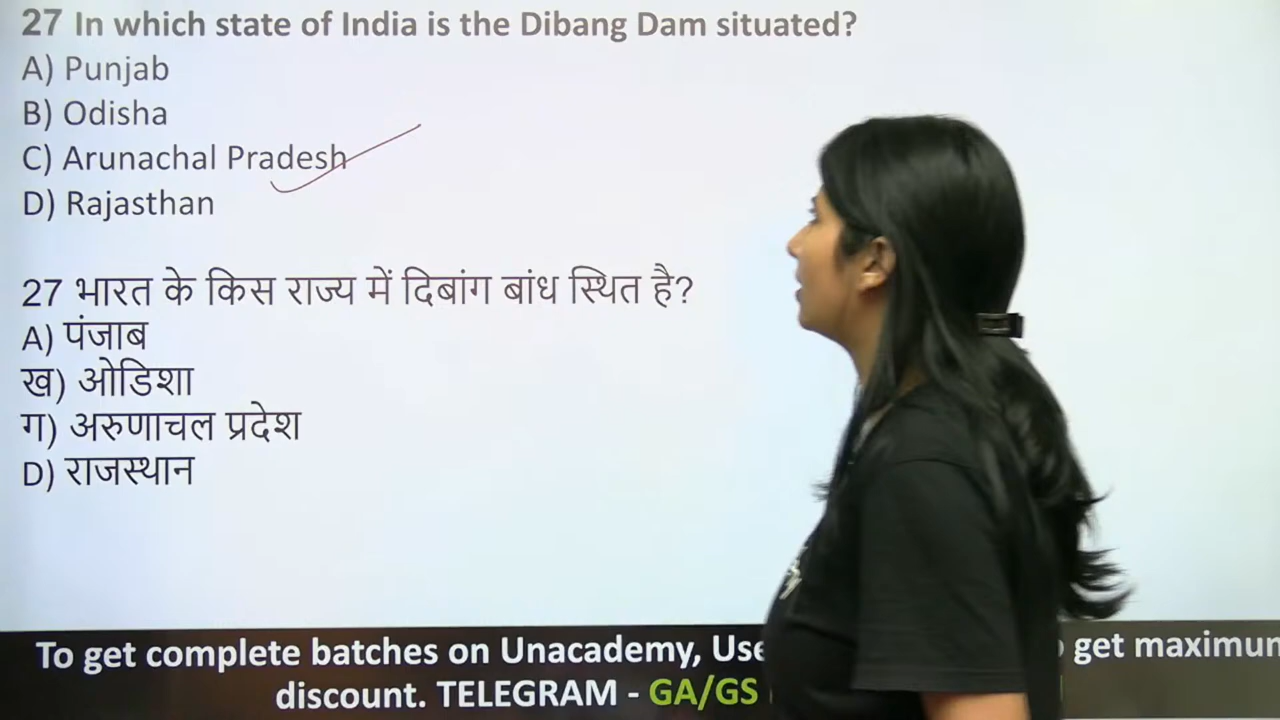 27 In which state of India is the Dibang Dam situated?
A) Punjab
B) Odisha
C) Arunachal Pradesh
D) Rajasthan
27 भारत के किस राज्य में दिबांग बांध स्थित है?
A) पंजाब
ख) ओडिशा
ग) अरुणाचल प्रदेश
D) राजस्थान
To get complete batches on Unacademy, Use get maximum
discount. TELEGRAM - GA/GS